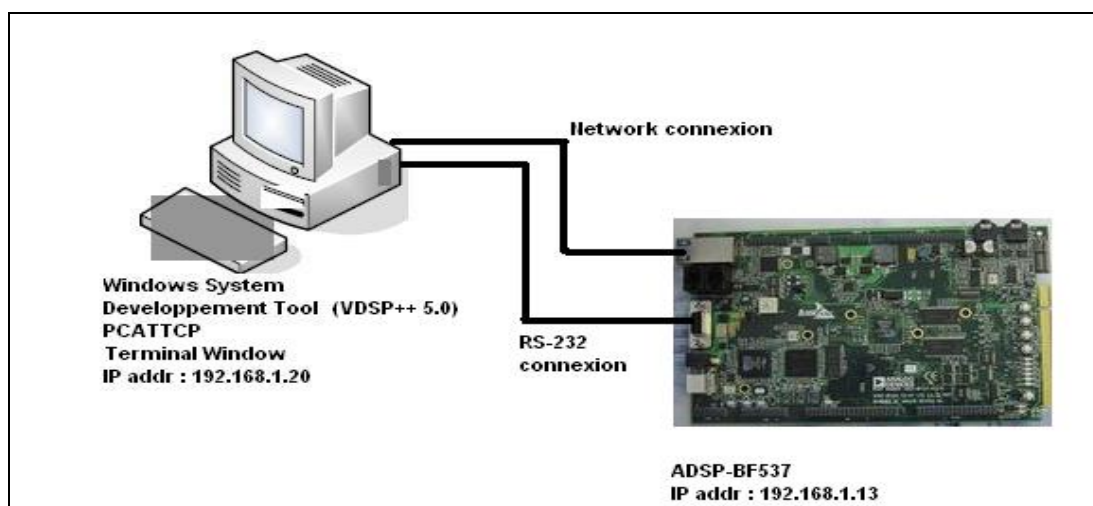 Network connexion
Windows System
Developpement Tool (VDSP++ 5.0)
PCATTCP
Terminal Window
IP addr : 192.168.1.20
RS-232
connexion
ADSP-BF537
IP addr : 192.168.1.13